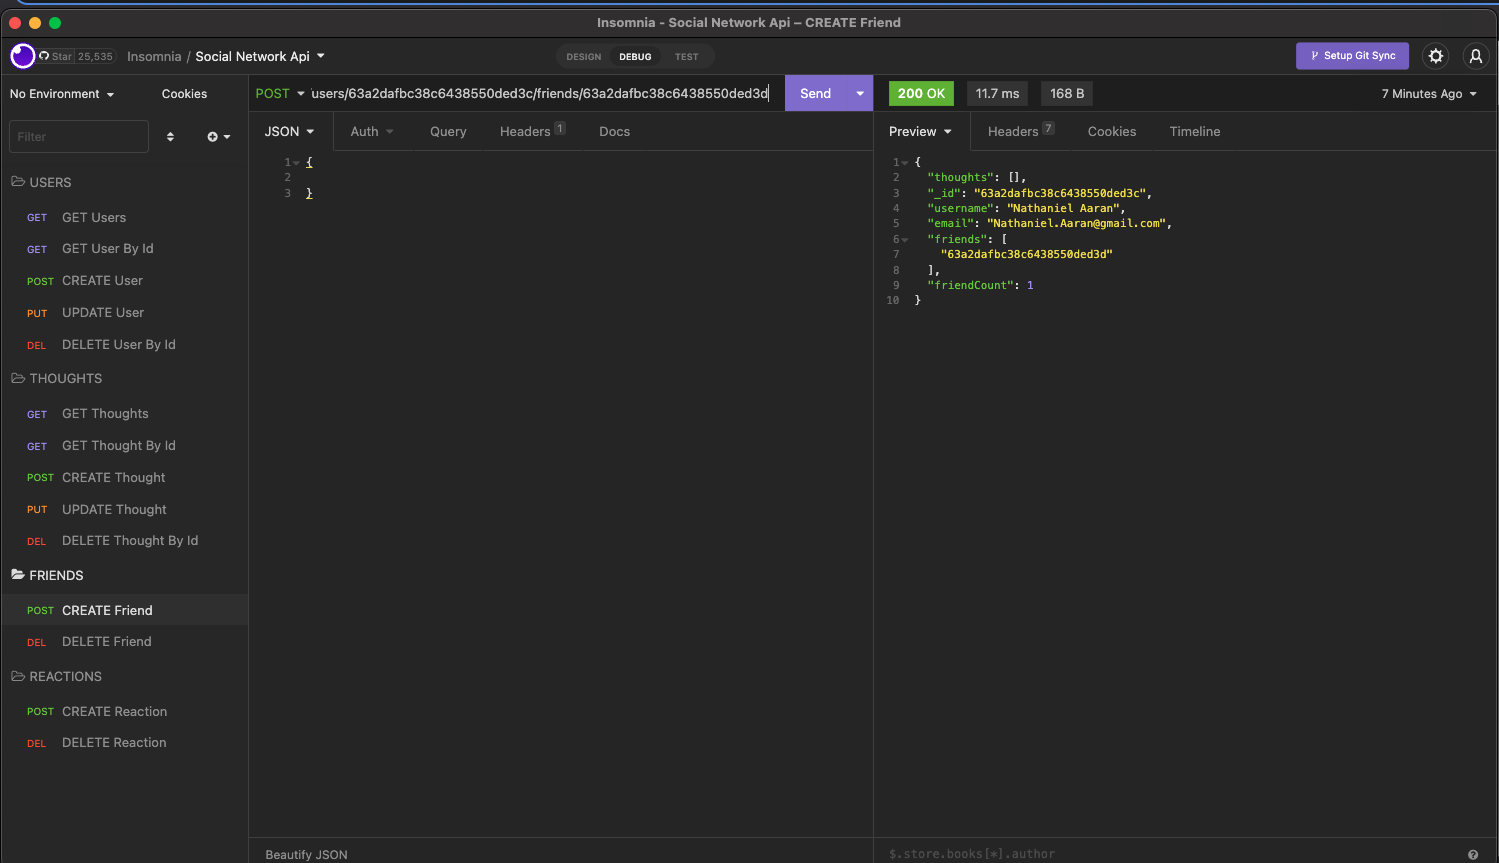 Insomnia - Social Network Api – CREATE Friend
Star 25,535
Insomnia / Social Network Api
DESIGN DEBUG TEST
Setup Git Sync
No Environment
Cookies
POST
users/63a2dafbc38c6438550ded3c/friends/63a2dafbc38c6438550ded3d
Send
200 OK
11.7 ms
168 B
7 Minutes Ago
Filter
JSON
Auth
Query
Headers 1
Docs
Preview
Headers 7
Cookies
Timeline
USERS
GET GET Users
GET GET User By Id
POST CREATE User
PUT UPDATE User
DEL DELETE User By Id
THOUGHTS
GET GET Thoughts
GET GET Thought By Id
POST CREATE Thought
PUT UPDATE Thought
DEL DELETE Thought By Id
FRIENDS
POST CREATE Friend
DEL DELETE Friend
REACTIONS
POST CREATE Reaction
DEL DELETE Reaction
1 {
2
3 }
Beautify JSON
1 {
2 "thoughts": [],
3 "_id": "63a2dafbc38c6438550ded3c",
4 "username": "Nathaniel Aaran",
5 "email": "Nathaniel.Aaran@gmail.com",
6 "friends": [
7 "63a2dafbc38c6438550ded3d"
8 ],
9 "friendCount": 1
10 }
$.store.books[*].author